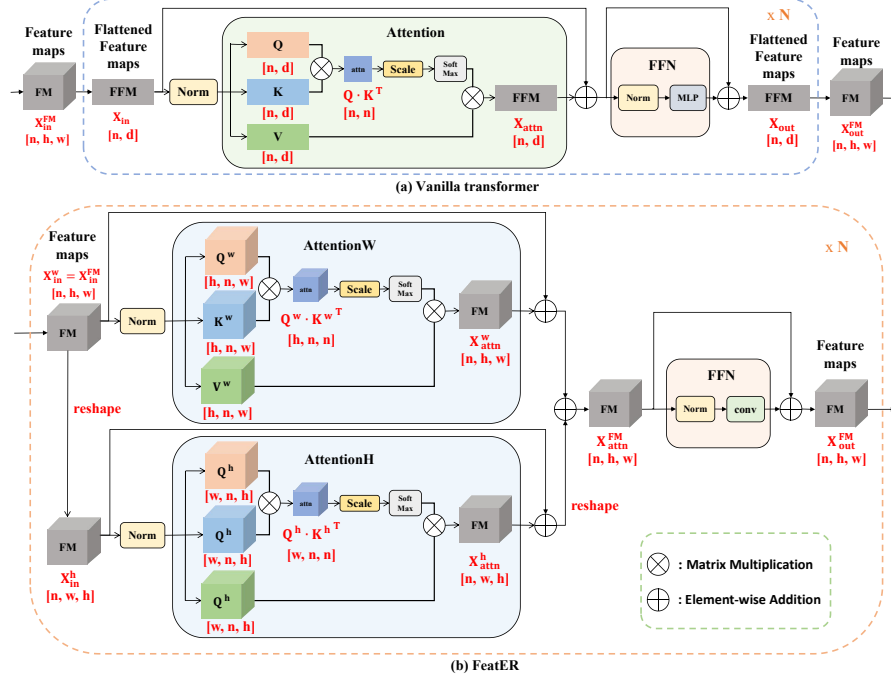 Feature maps
FM
X_in^FM
[n, h, w]
Flattened Feature maps
FFM
X_in
[n, d]
Norm
Attention
Q
[n, d]
K
[n, d]
V
[n, d]
attn
Q · K^T
[n, n]
Scale
Soft Max
FFM
X_attn
[n, d]
FFN
Norm
MLP
x N
Flattened Feature maps
FFM
X_out
[n, d]
Feature maps
FM
X_out^FM
[n, h, w]
(a) Vanilla transformer
Feature maps
X_in^w = X_in^FM
[n, h, w]
FM
Norm
AttentionW
Q^w
[h, n, w]
K^w
[h, n, w]
V^w
[h, n, w]
attn
Q^w · K^w^T
[h, n, n]
Scale
Soft Max
FM
X_attn^w
[n, h, w]
x N
reshape
FM
X_in^h
[n, w, h]
Norm
AttentionH
Q^h
[w, n, h]
Q^h
[w, n, h]
Q^h
[w, n, h]
attn
Q^h · K^h^T
[w, n, n]
Scale
Soft Max
FM
X_attn^h
[n, w, h]
reshape
FM
X_attn^FM
[n, h, w]
FFN
Norm
conv
Feature maps
FM
X_out^FM
[n, h, w]
: Matrix Multiplication
: Element-wise Addition
(b) FeatER